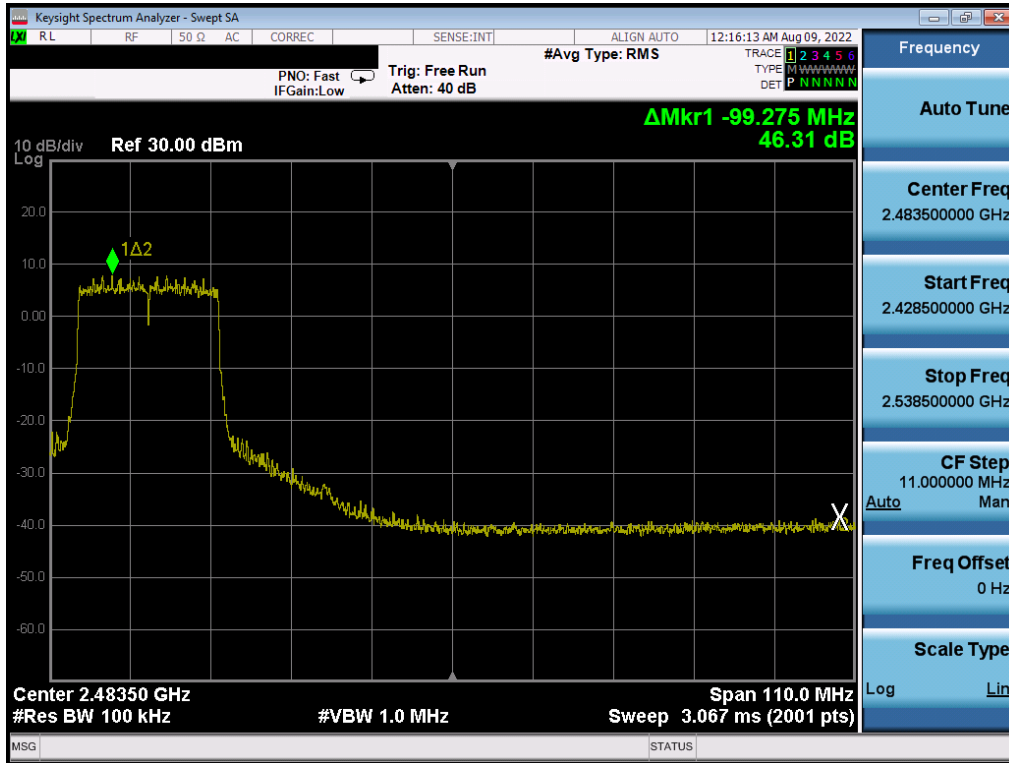 Keysight Spectrum Analyzer - Swept SA
LXI RL RF 50 Ω AC CORREC SENSE:INT ALIGN AUTO 12:16:13 AM Aug 09, 2022
#Avg Type: RMS TRACE 1 2 3 4 5 6
PNO: Fast Trig: Free Run TYPE M WWWWW
IFGain:Low Atten: 40 dB DET P N N N N N
ΔMkr1 -99.275 MHz
46.31 dB
10 dB/div Ref 30.00 dBm
Log
20.0
1Δ2
10.0
0.00
-10.0
-20.0
-30.0
-40.0
X
-50.0
-60.0
Center 2.48350 GHz Span 110.0 MHz
#Res BW 100 kHz #VBW 1.0 MHz Sweep 3.067 ms (2001 pts)
MSG STATUS
Frequency
Auto Tune
Center Freq
2.483500000 GHz
Start Freq
2.428500000 GHz
Stop Freq
2.538500000 GHz
CF Step
11.000000 MHz
Auto Man
Freq Offset
0 Hz
Scale Type
Log Lin